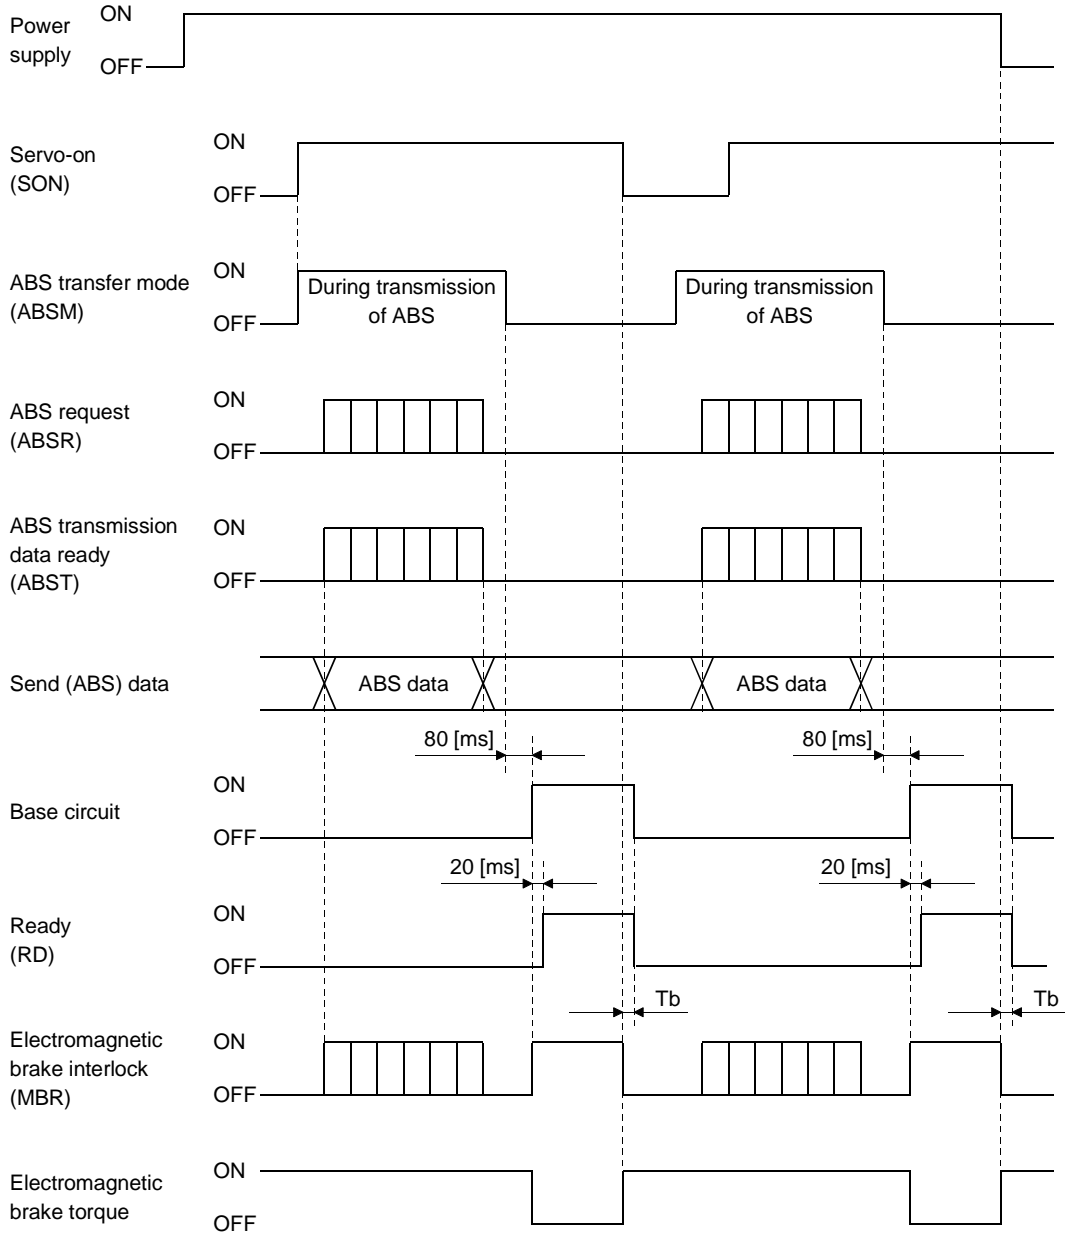 Power
supply
ON
OFF
Servo-on
(SON)
ON
OFF
ABS transfer mode
(ABSM)
ON
OFF
During transmission
of ABS
During transmission
of ABS
ABS request
(ABSR)
ON
OFF
ABS transmission
data ready
(ABST)
ON
OFF
Send (ABS) data
ABS data
ABS data
80 [ms]
80 [ms]
Base circuit
ON
OFF
20 [ms]
20 [ms]
Ready
(RD)
ON
OFF
Tb
Tb
Electromagnetic
brake interlock
(MBR)
ON
OFF
Electromagnetic
brake torque
ON
OFF